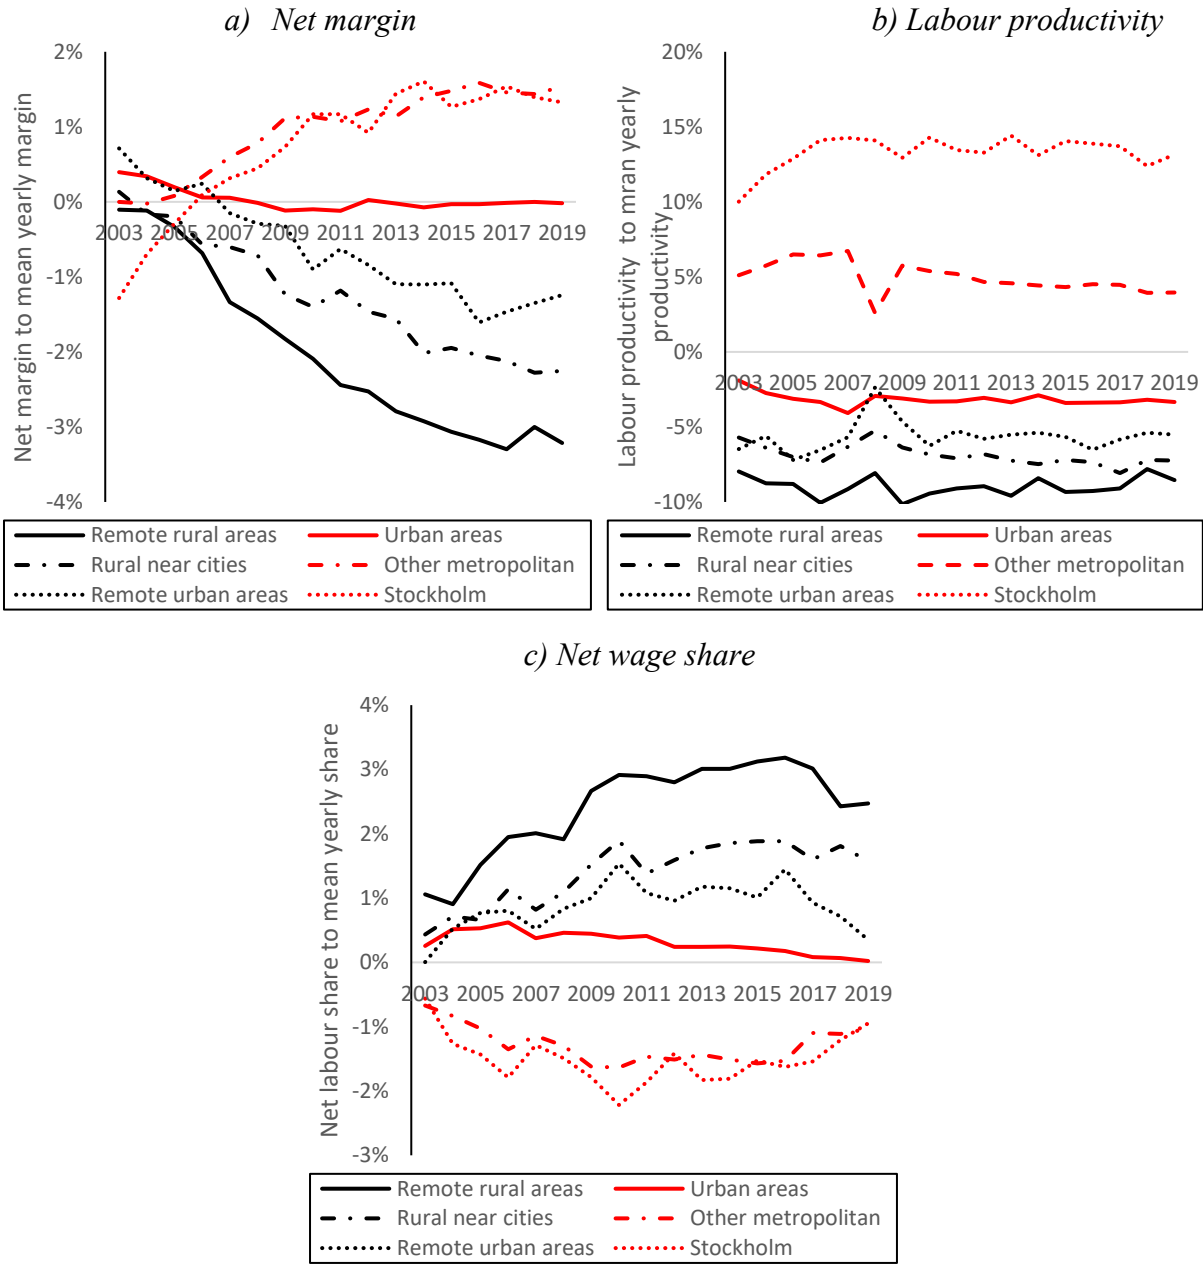 a) Net margin
2%
1%
0%
-1%
-2%
-3%
-4%
Net margin to mean yearly margin
2003 2005 2007 2009 2011 2013 2015 2017 2019
Remote rural areas Urban areas
Rural near cities Other metropolitan
Remote urban areas Stockholm
b) Labour productivity
20%
15%
10%
5%
0%
-5%
-10%
Labour productivity to mran yearly
productivity
2003 2005 2007 2009 2011 2013 2015 2017 2019
Remote rural areas Urban areas
Rural near cities Other metropolitan
Remote urban areas Stockholm
c) Net wage share
4%
3%
2%
1%
0%
-1%
-2%
-3%
Net labour share to mean yearly share
2003 2005 2007 2009 2011 2013 2015 2017 2019
Remote rural areas Urban areas
Rural near cities Other metropolitan
Remote urban areas Stockholm